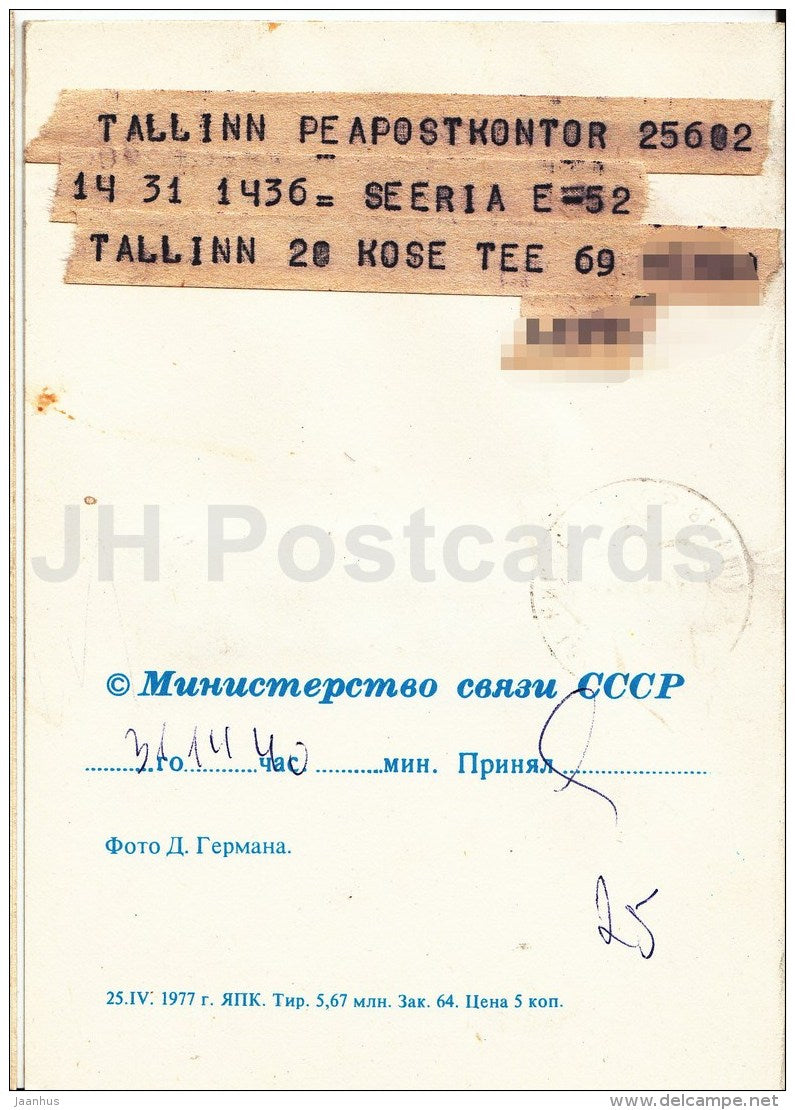 TALLINN PEAPOSTKONTOR 25602
14 31 1436= SEERIA E=52
TALLINN 20 KOSE TEE 69
JH Postcards
© Министерство связи СССР
31 го 14 час. 40 мин. Принял
Фото Д. Германа.
25
25.IV. 1977 г. ЯПК. Тир. 5,67 млн. Зак. 64. Цена 5 коп.
Jaanhus
www.delcampe.net